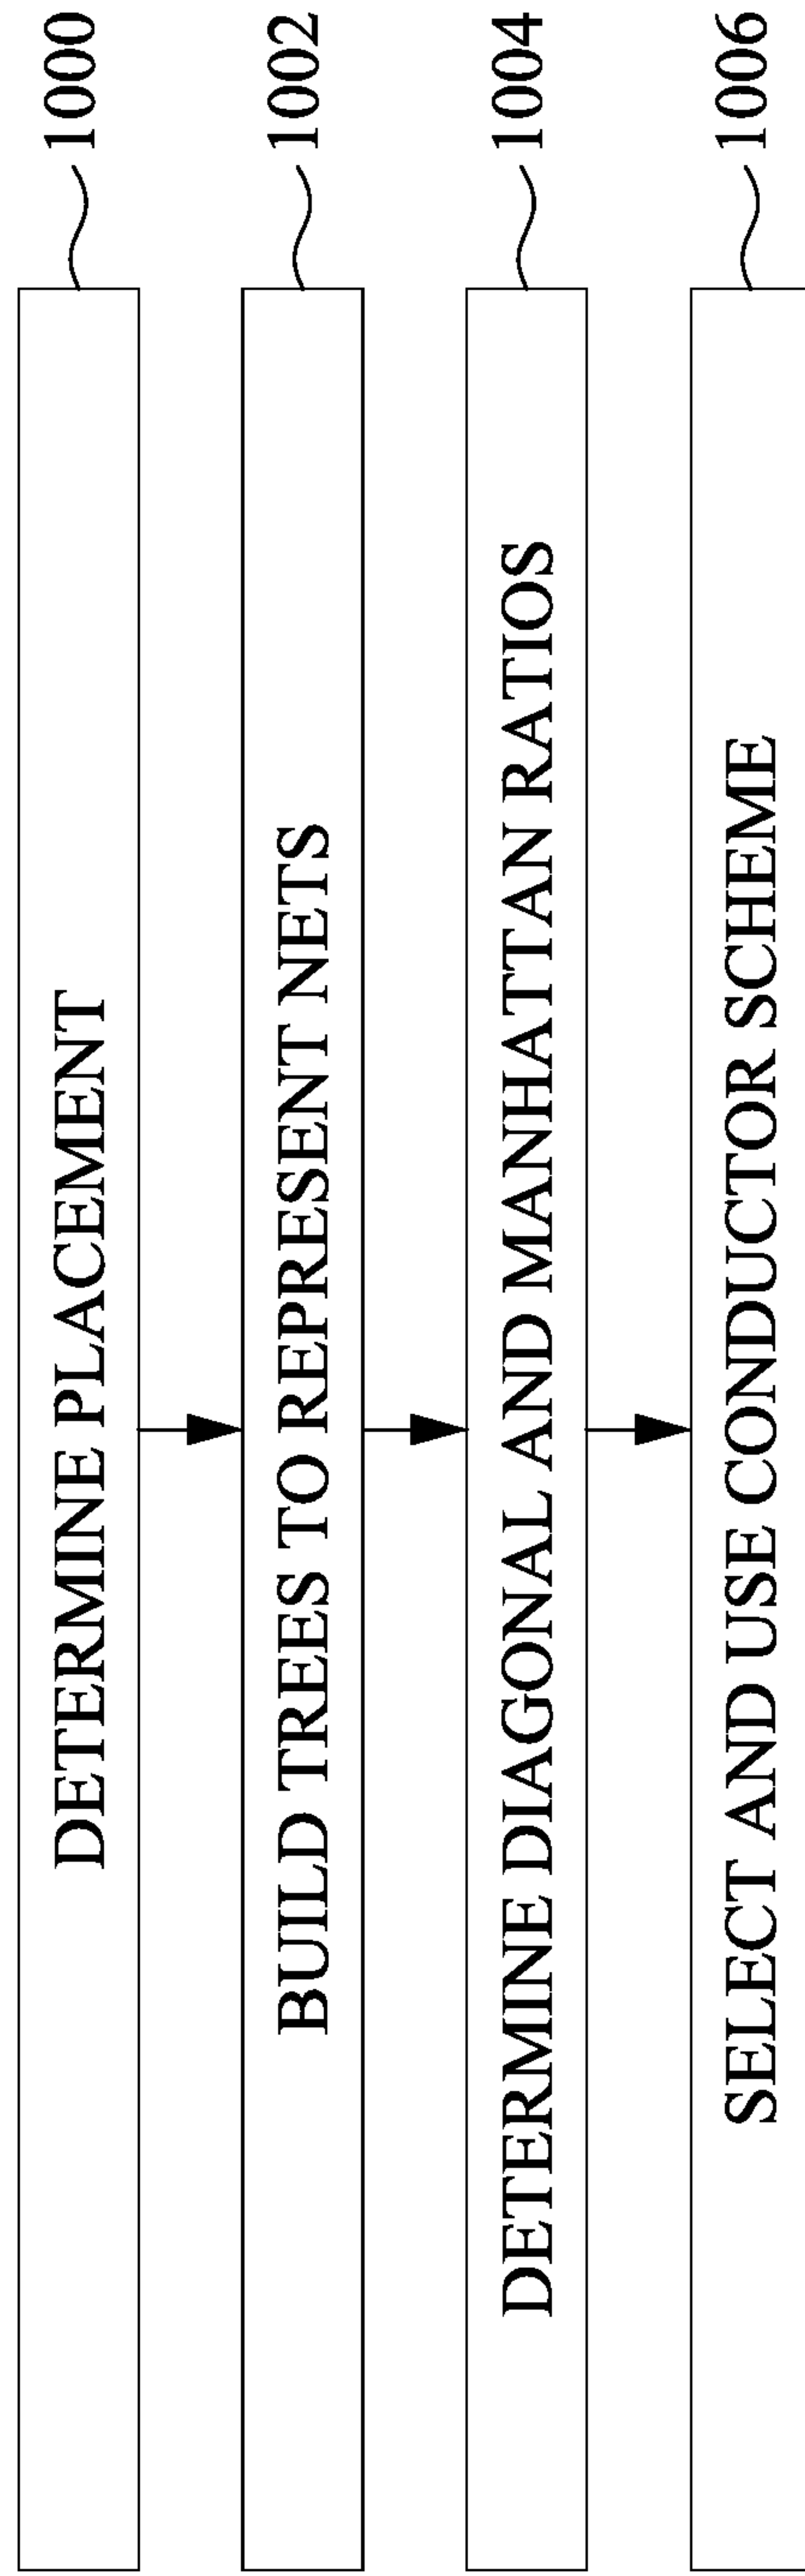 DETERMINE PLACEMENT 1000
BUILD TREES TO REPRESENT NETS 1002
DETERMINE DIAGONAL AND MANHATTAN RATIOS 1004
SELECT AND USE CONDUCTOR SCHEME 1006